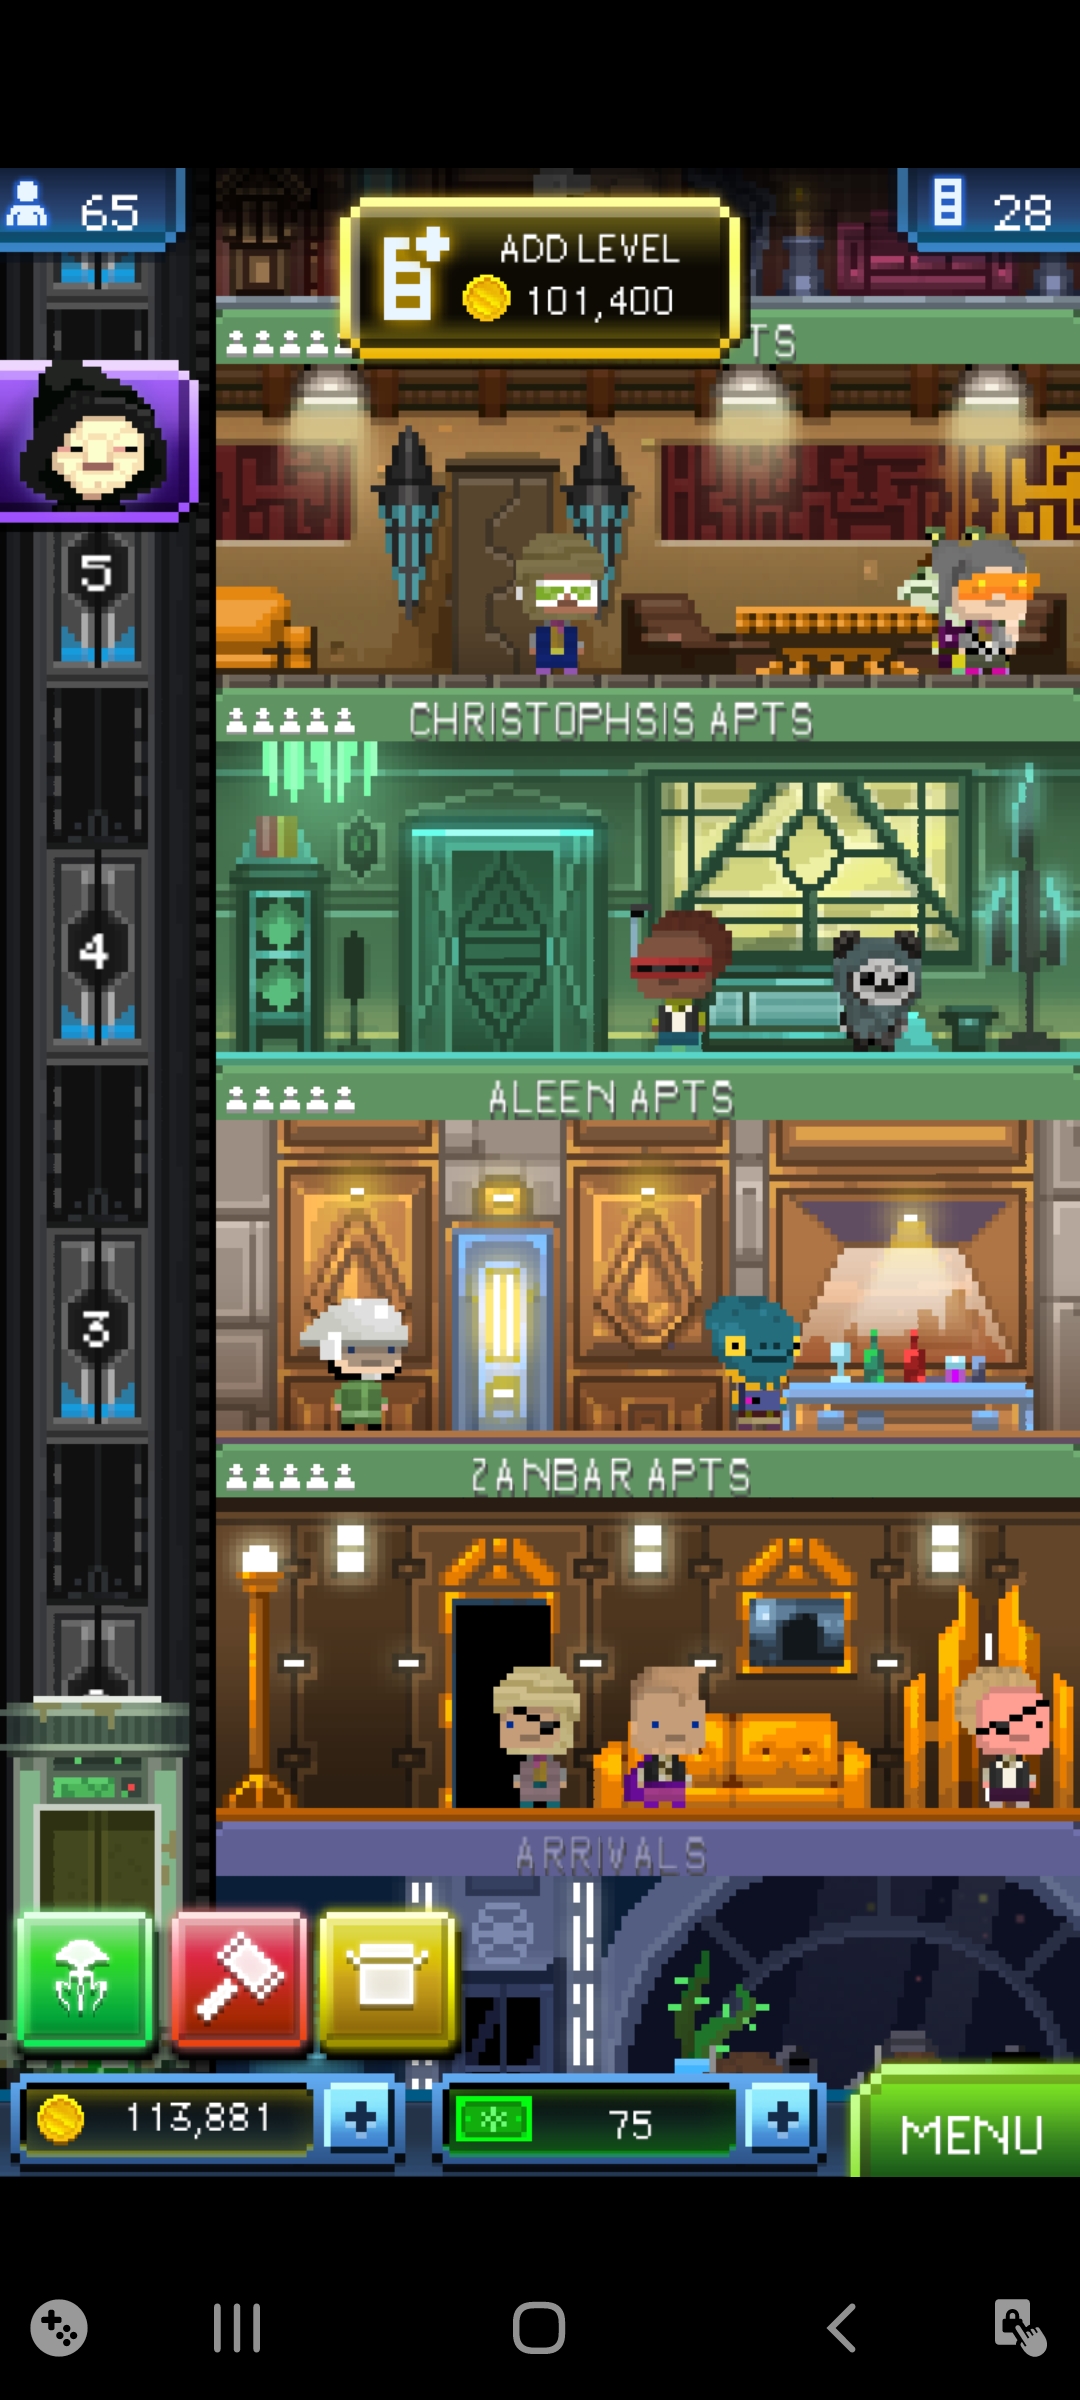 65
28
ADD LEVEL
101,400
TS
5
CHRISTOPHSIS APTS
4
ALEEN APTS
3
ZANBAR APTS
ARRIVALS
113,881
75
MENU